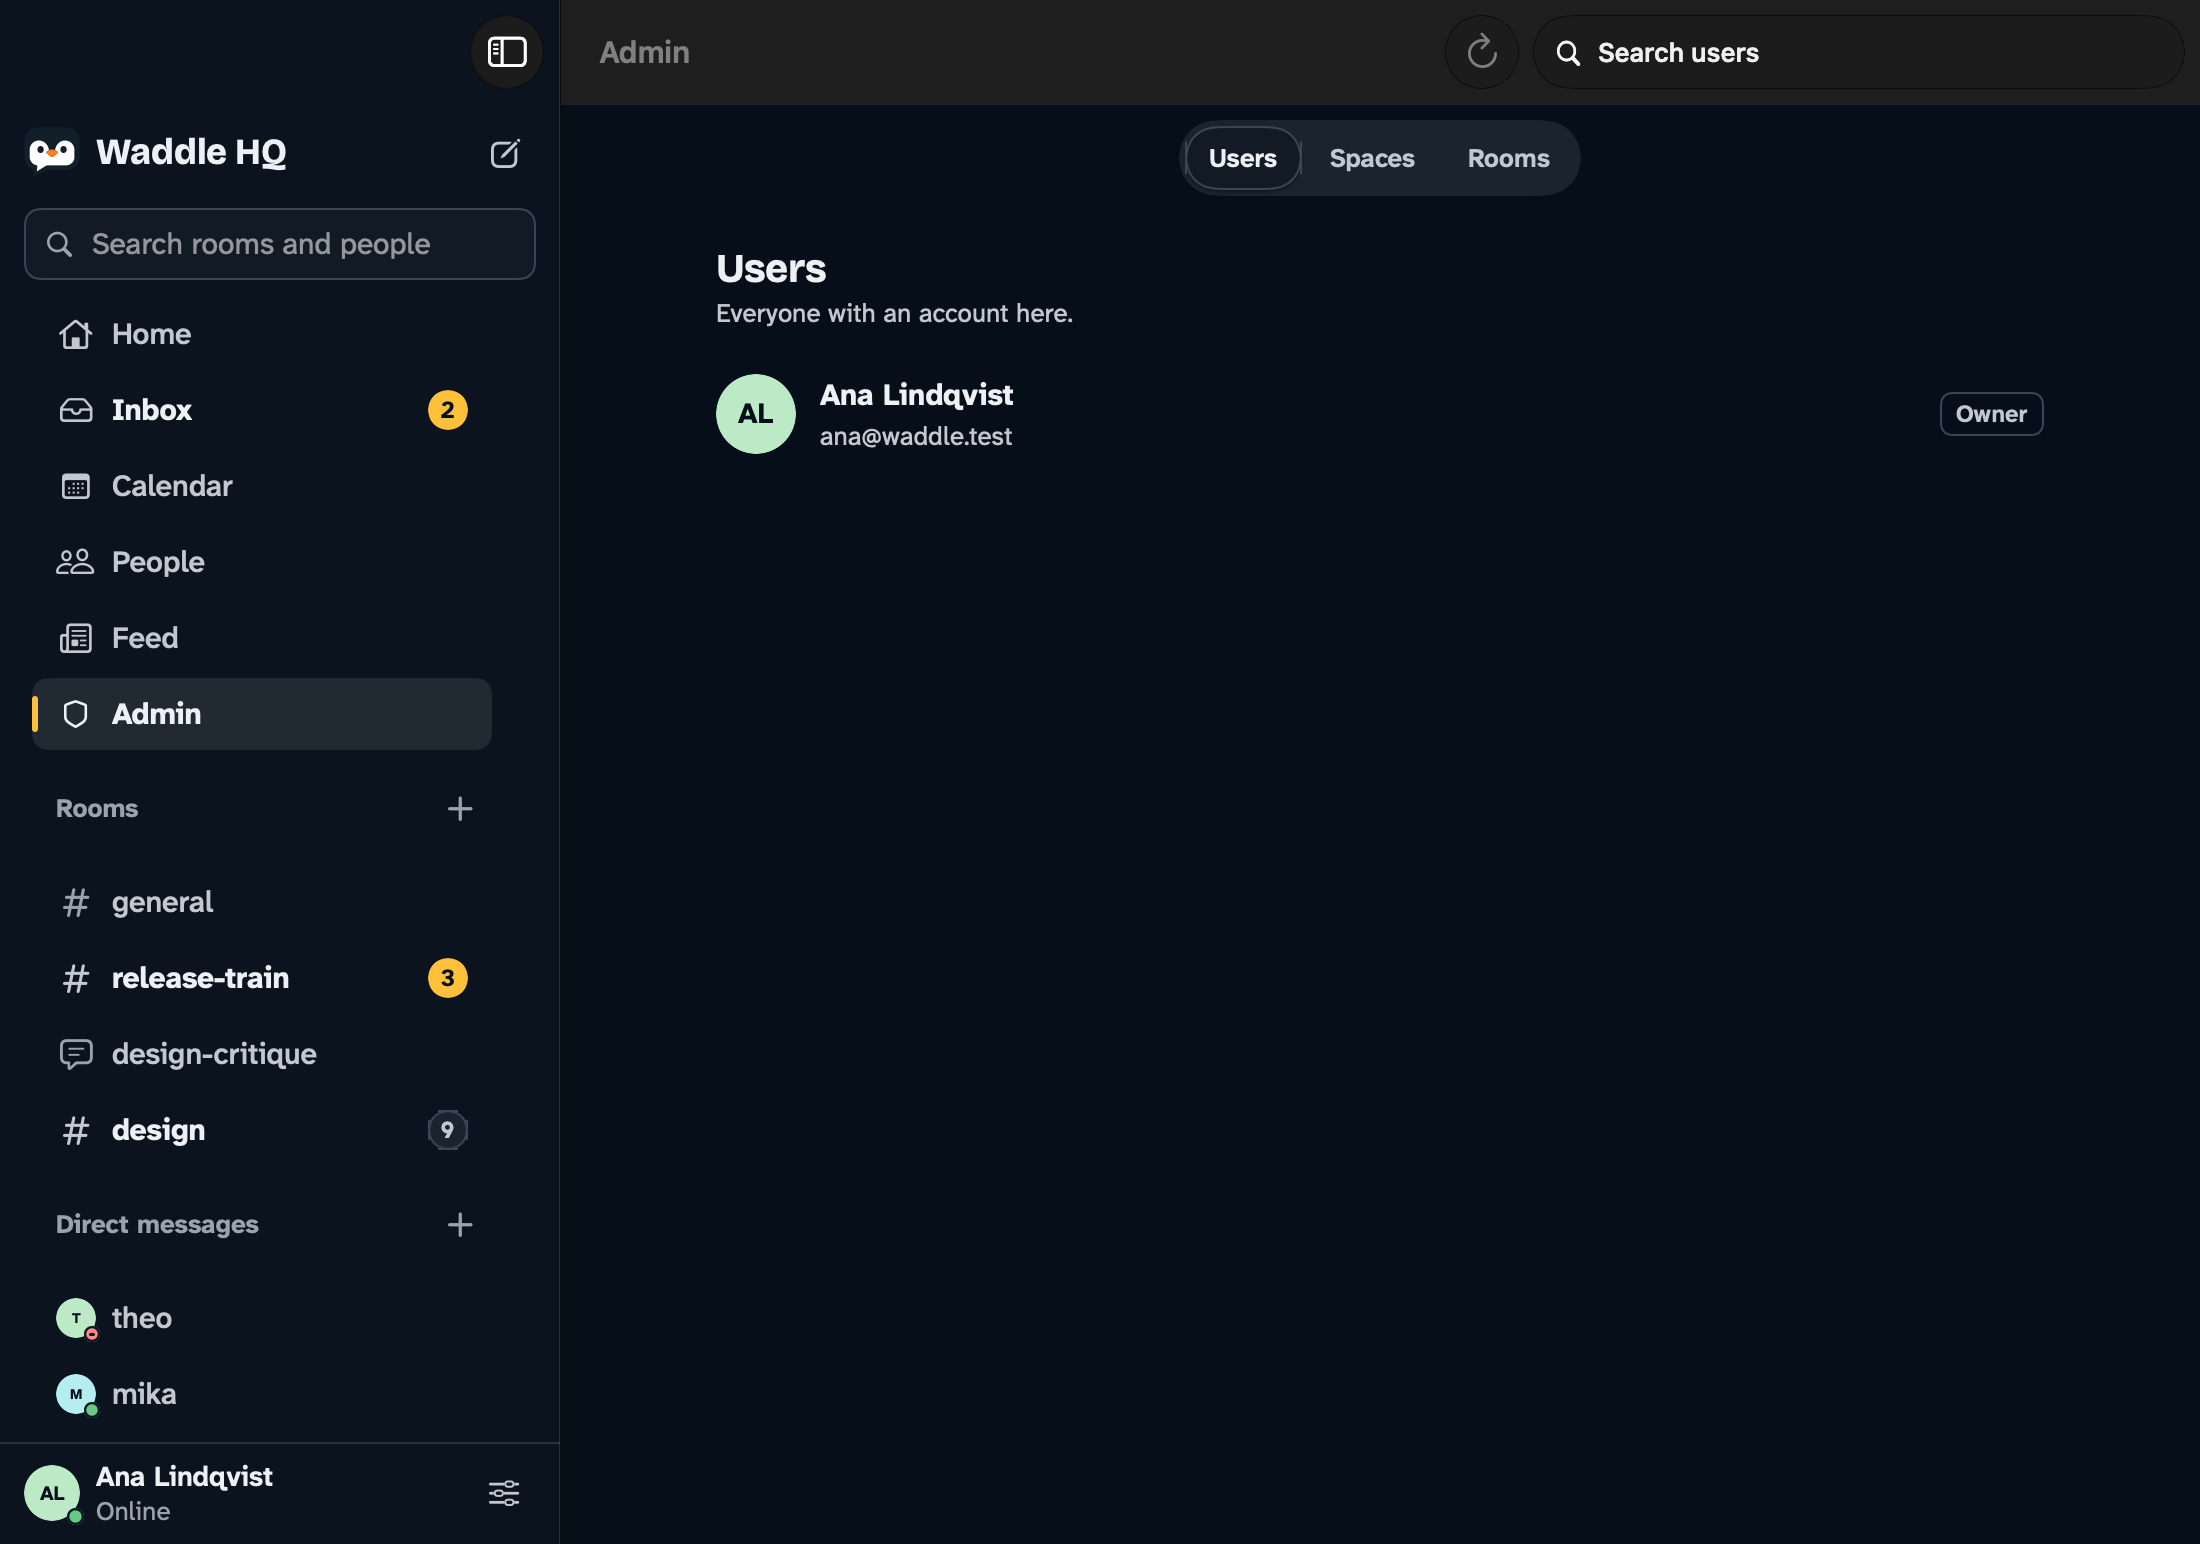 Admin
Search users
Waddle HQ
Search rooms and people
Home
Inbox
2
Calendar
People
Feed
Admin
Rooms
general
release-train
3
design-critique
design
9
Direct messages
T
theo
M
mika
AL
Ana Lindqvist
Online
Users
Spaces
Rooms
Users
Everyone with an account here.
AL
Ana Lindqvist
ana@waddle.test
Owner